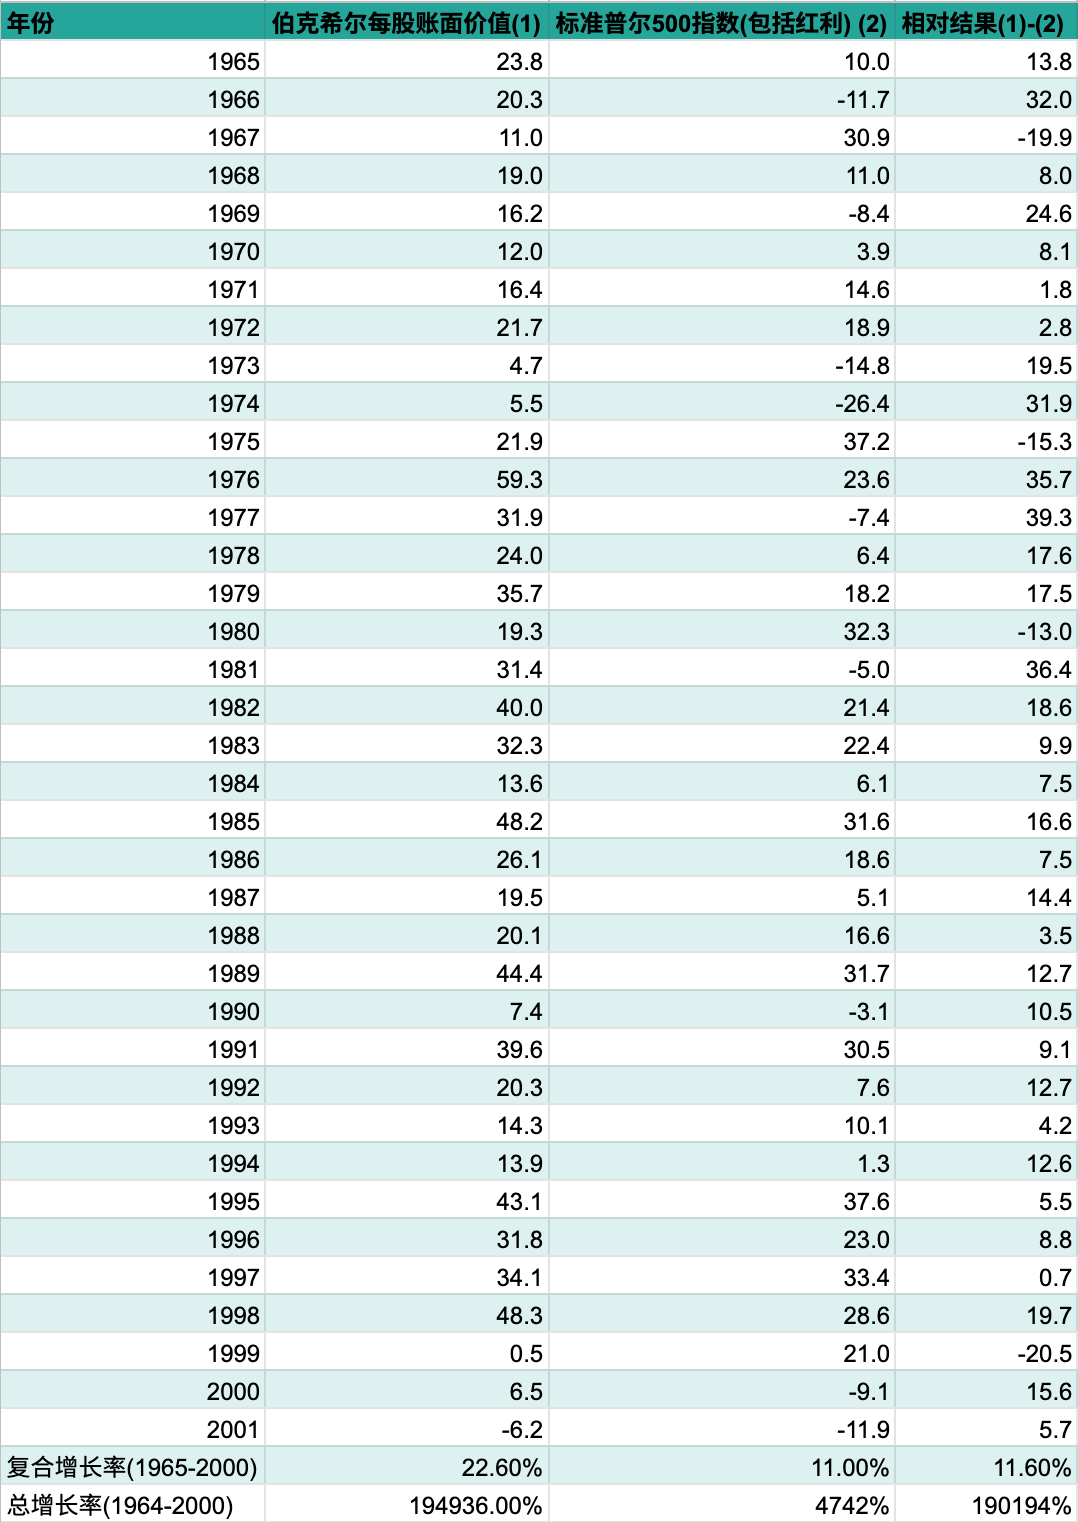 年份 伯克希尔每股账面价值(1) 标准普尔500指数(包括红利) (2) 相对结果(1)-(2)
1965 23.8 10.0 13.8
1966 20.3 -11.7 32.0
1967 11.0 30.9 -19.9
1968 19.0 11.0 8.0
1969 16.2 -8.4 24.6
1970 12.0 3.9 8.1
1971 16.4 14.6 1.8
1972 21.7 18.9 2.8
1973 4.7 -14.8 19.5
1974 5.5 -26.4 31.9
1975 21.9 37.2 -15.3
1976 59.3 23.6 35.7
1977 31.9 -7.4 39.3
1978 24.0 6.4 17.6
1979 35.7 18.2 17.5
1980 19.3 32.3 -13.0
1981 31.4 -5.0 36.4
1982 40.0 21.4 18.6
1983 32.3 22.4 9.9
1984 13.6 6.1 7.5
1985 48.2 31.6 16.6
1986 26.1 18.6 7.5
1987 19.5 5.1 14.4
1988 20.1 16.6 3.5
1989 44.4 31.7 12.7
1990 7.4 -3.1 10.5
1991 39.6 30.5 9.1
1992 20.3 7.6 12.7
1993 14.3 10.1 4.2
1994 13.9 1.3 12.6
1995 43.1 37.6 5.5
1996 31.8 23.0 8.8
1997 34.1 33.4 0.7
1998 48.3 28.6 19.7
1999 0.5 21.0 -20.5
2000 6.5 -9.1 15.6
2001 -6.2 -11.9 5.7
复合增长率(1965-2000) 22.60% 11.00% 11.60%
总增长率(1964-2000) 194936.00% 4742% 190194%